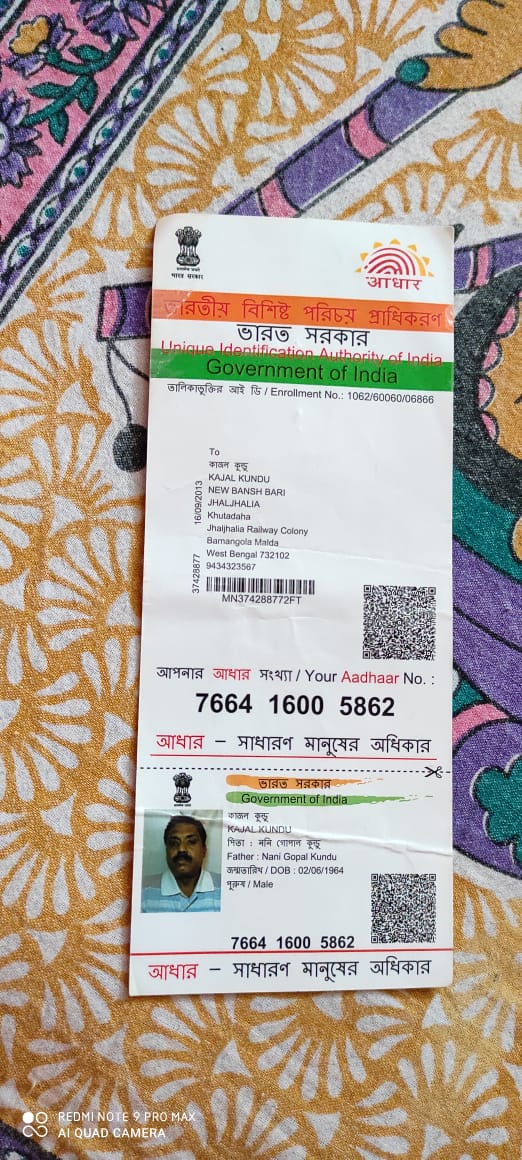 भारत सरकार
आधार
ভারতীয় বিশিষ্ট পরিচয় প্রাধিকরণ
ভারত সরকার
Unique Identification Authority of India
Government of India
তালিকাভুক্তির আই ডি / Enrollment No.: 1062/60060/06866
To
কাজল কুন্ডু
KAJAL KUNDU
NEW BANSH BARI
JHALJHALIA
Khutadaha
Jhaljhalia Railway Colony
Bamangola Malda
West Bengal 732102
9434323567
37428877 16/09/2013
MN374288772FT
আপনার আধার সংখ্যা / Your Aadhaar No. :
7664 1600 5862
আধার – সাধারণ মানুষের অধিকার
ভারত সরকার
Government of India
কাজল কুন্ডু
KAJAL KUNDU
পিতা : ননি গোপাল কুন্ডু
Father : Nani Gopal Kundu
জন্মতারিখ / DOB : 02/06/1964
পুরুষ / Male
7664 1600 5862
আধার – সাধারণ মানুষের অধিকার
REDMI NOTE 9 PRO MAX
AI QUAD CAMERA